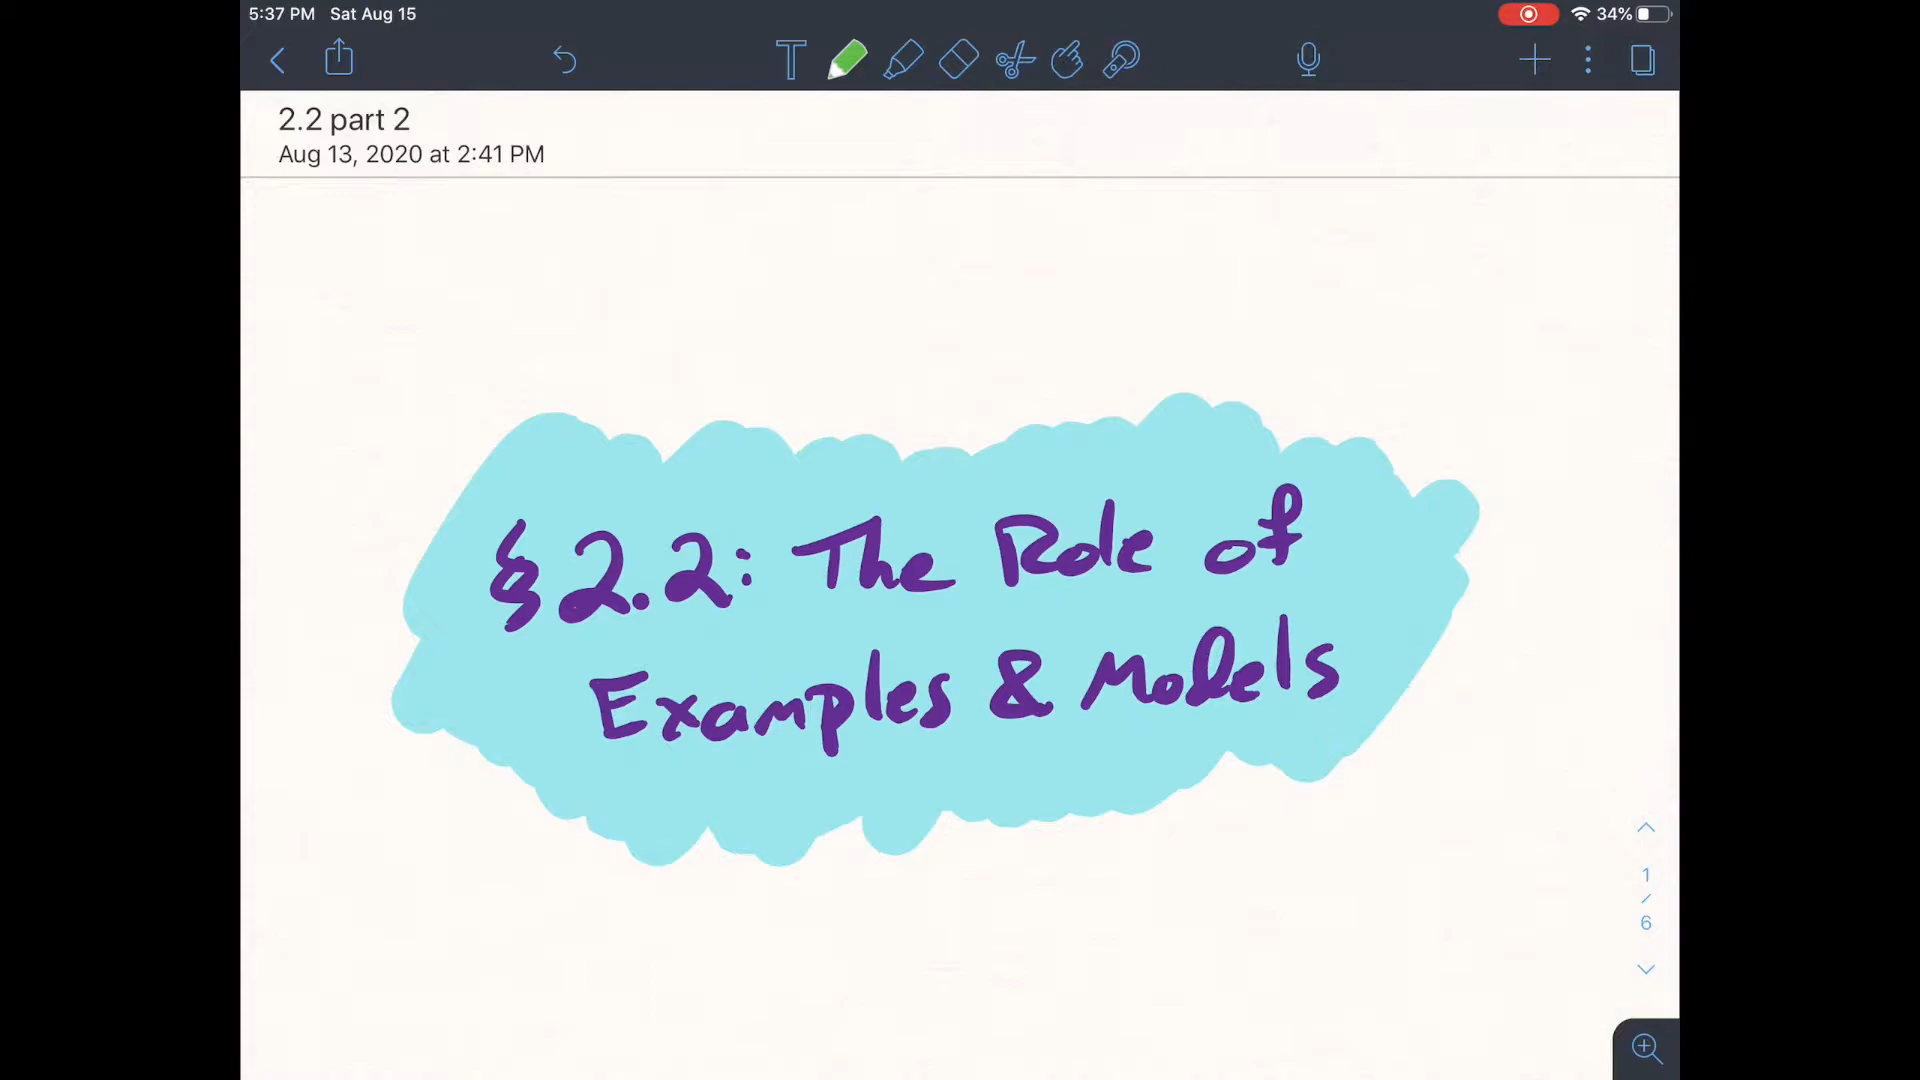 5:37 PM Sat Aug 15
34%
T
2.2 part 2
Aug 13, 2020 at 2:41 PM
§ 2.2: The Role of
Examples & Models
1
/
6